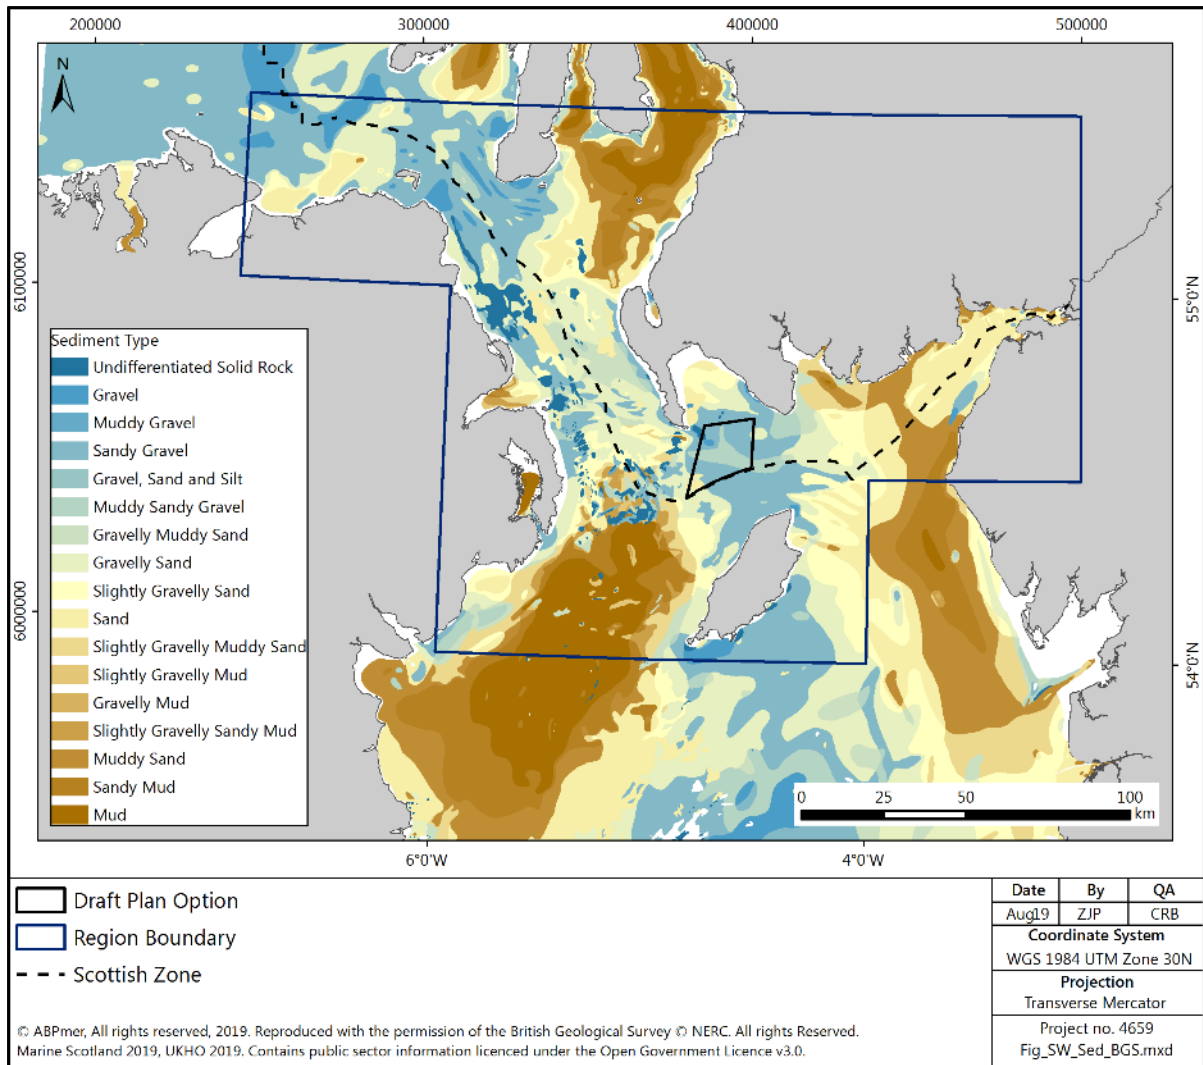 200000 300000 400000 500000
N
6100000
55°0'N
Sediment Type
Undifferentiated Solid Rock
Gravel
Muddy Gravel
Sandy Gravel
Gravel, Sand and Silt
Muddy Sandy Gravel
Gravelly Muddy Sand
Gravelly Sand
Slightly Gravelly Sand
Sand
Slightly Gravelly Muddy Sand
Slightly Gravelly Mud
Gravelly Mud
Slightly Gravelly Sandy Mud
Muddy Sand
Sandy Mud
Mud
6000000
54°0'N
0 25 50 100
km
6°0'W 4°0'W
Draft Plan Option
Region Boundary
Scottish Zone
Date By QA
Aug19 ZJP CRB
Coordinate System
WGS 1984 UTM Zone 30N
Projection
Transverse Mercator
Project no. 4659
Fig_SW_Sed_BGS.mxd
© ABPmer, All rights reserved, 2019. Reproduced with the permission of the British Geological Survey © NERC. All rights Reserved.
Marine Scotland 2019, UKHO 2019. Contains public sector information licenced under the Open Government Licence v3.0.